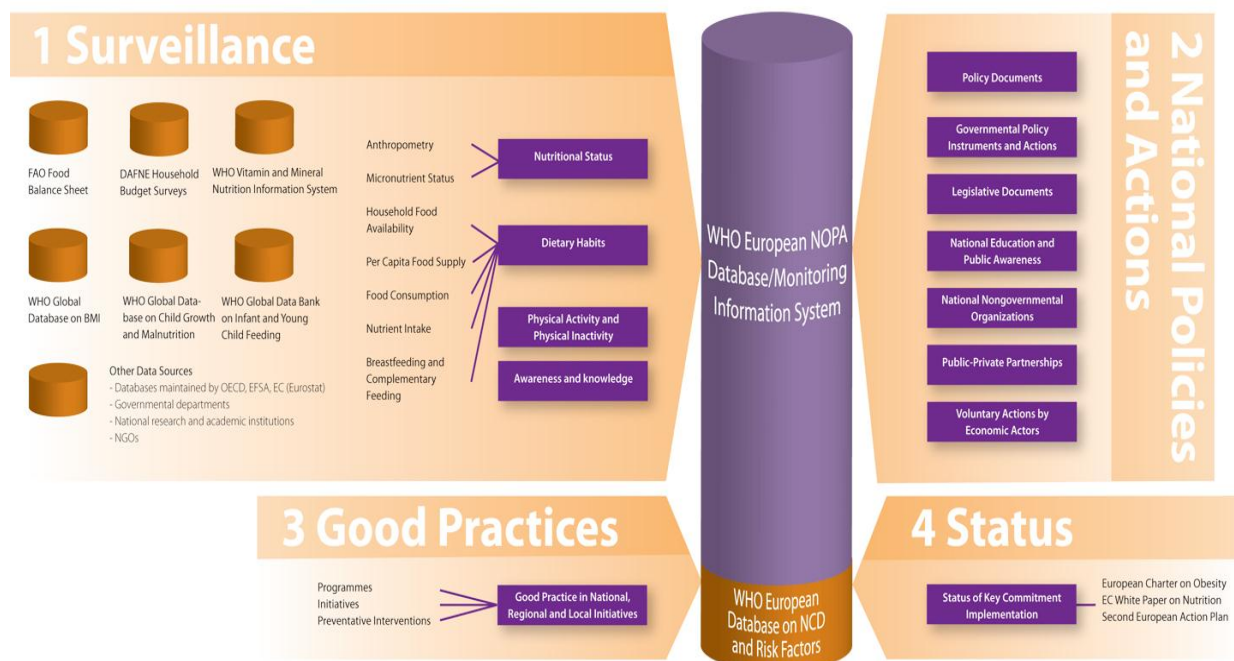 1 Surveillance
FAO Food
Balance Sheet
DAFNE Household
Budget Surveys
WHO Vitamin and Mineral
Nutrition Information System
WHO Global
Database on BMI
WHO Global Data-
base on Child Growth
and Malnutrition
WHO Global Data Bank
on Infant and Young
Child Feeding
Other Data Sources
- Databases maintained by OECD, EFSA, EC (Eurostat)
- Governmental departments
- National research and academic institutions
- NGOs
Anthropometry
Micronutrient Status
Household Food
Availability
Per Capita Food Supply
Food Consumption
Nutrient Intake
Breastfeeding and
Complementary
Feeding
Nutritional Status
Dietary Habits
Physical Activity and
Physical Inactivity
Awareness and knowledge
WHO European NOPA
Database/Monitoring
Information System
WHO European
Database on NCD
and Risk Factors
2 National Policies
and Actions
Policy Documents
Governmental Policy
Instruments and Actions
Legislative Documents
National Education and
Public Awareness
National Nongovernmental
Organizations
Public-Private Partnerships
Voluntary Actions by
Economic Actors
3 Good Practices
Programmes
Initiatives
Preventative Interventions
Good Practice in National,
Regional and Local Initiatives
4 Status
Status of Key Commitment
Implementation
European Charter on Obesity
EC White Paper on Nutrition
Second European Action Plan